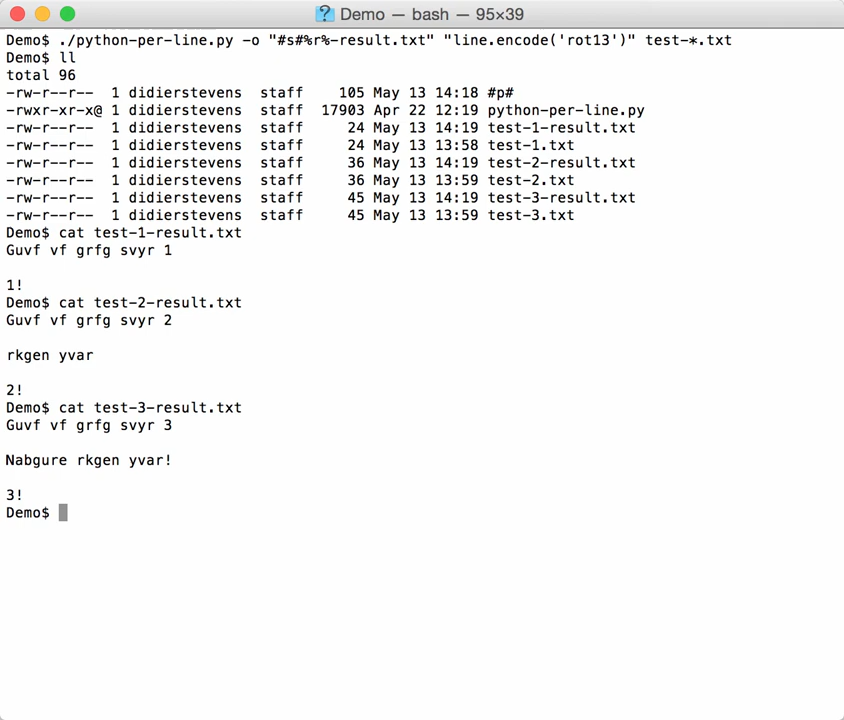 Demo — bash — 95×39
Demo$ ./python-per-line.py -o "#s#%r%-result.txt" "line.encode('rot13')" test-*.txt
Demo$ ll
total 96
-rw-r--r--  1 didierstevens  staff    105 May 13 14:18 #p#
-rwxr-xr-x@ 1 didierstevens  staff  17903 Apr 22 12:19 python-per-line.py
-rw-r--r--  1 didierstevens  staff     24 May 13 14:19 test-1-result.txt
-rw-r--r--  1 didierstevens  staff     24 May 13 13:58 test-1.txt
-rw-r--r--  1 didierstevens  staff     36 May 13 14:19 test-2-result.txt
-rw-r--r--  1 didierstevens  staff     36 May 13 13:59 test-2.txt
-rw-r--r--  1 didierstevens  staff     45 May 13 14:19 test-3-result.txt
-rw-r--r--  1 didierstevens  staff     45 May 13 13:59 test-3.txt
Demo$ cat test-1-result.txt
Guvf vf grfg svyr 1
1!
Demo$ cat test-2-result.txt
Guvf vf grfg svyr 2
rkgen yvar
2!
Demo$ cat test-3-result.txt
Guvf vf grfg svyr 3
Nabgure rkgen yvar!
3!
Demo$